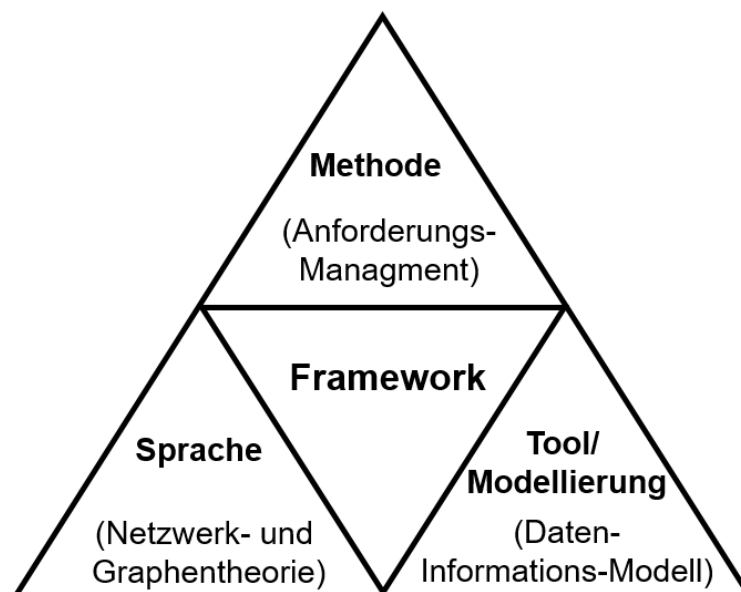 Methode
(Anforderungs-
Managment)
Framework
Sprache
(Netzwerk- und
Graphentheorie)
Tool/
Modellierung
(Daten-
Informations-Modell)